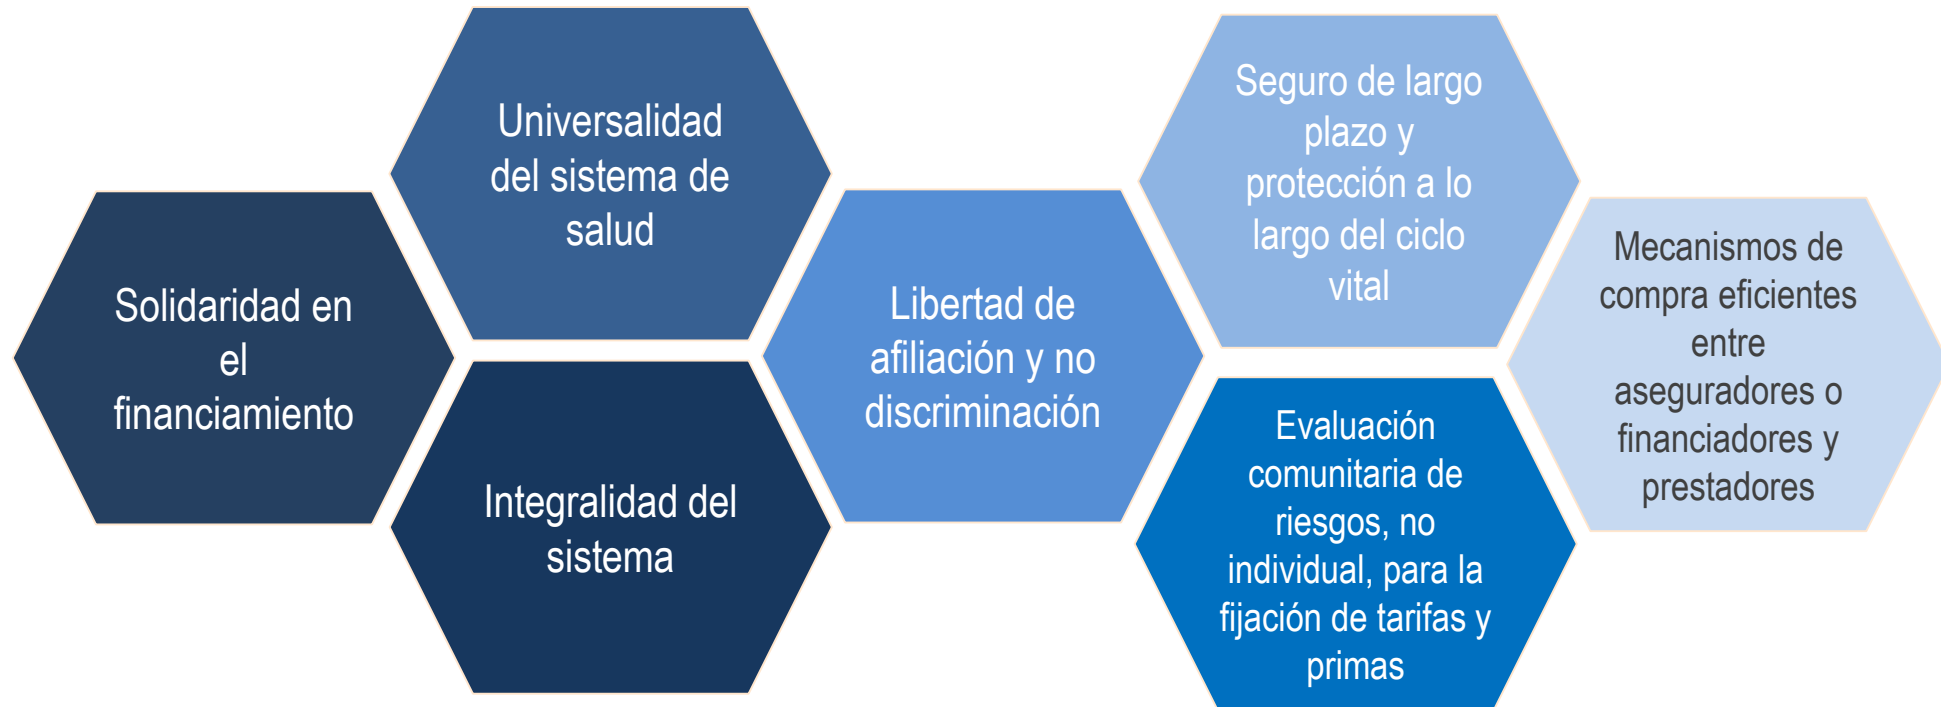 Solidaridad en
el
financiamiento
Universalidad
del sistema de
salud
Integralidad del
sistema
Libertad de
afiliación y no
discriminación
Seguro de largo
plazo y
protección a lo
largo del ciclo
vital
Evaluación
comunitaria de
riesgos, no
individual, para la
fijación de tarifas y
primas
Mecanismos de
compra eficientes
entre
aseguradores o
financiadores y
prestadores